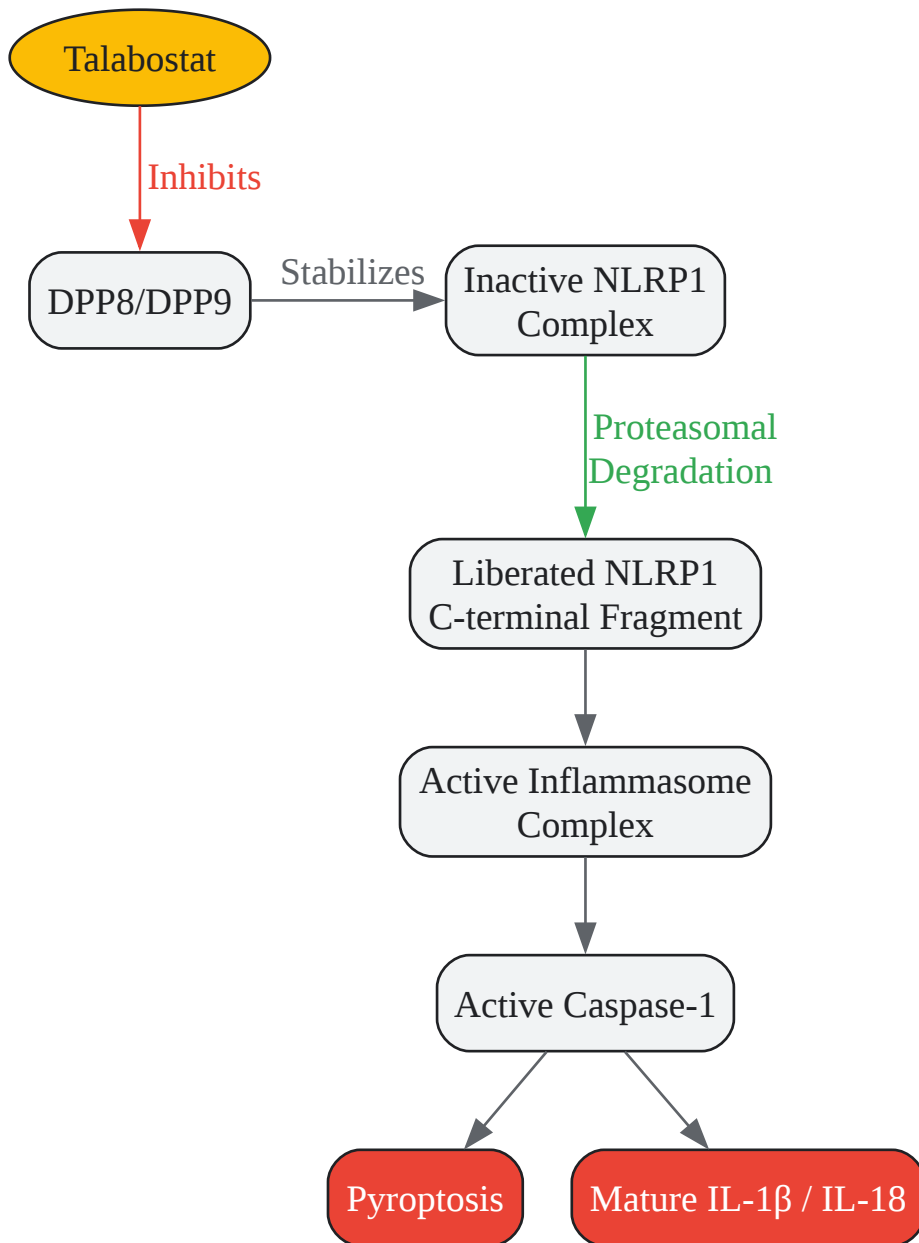 Talabostat
Inhibits
DPP8/DPP9
Stabilizes
Inactive NLRP1
Complex
Proteasomal
Degradation
Liberated NLRP1
C-terminal Fragment
Active Inflammasome
Complex
Active Caspase-1
Pyroptosis
Mature IL-1β / IL-18